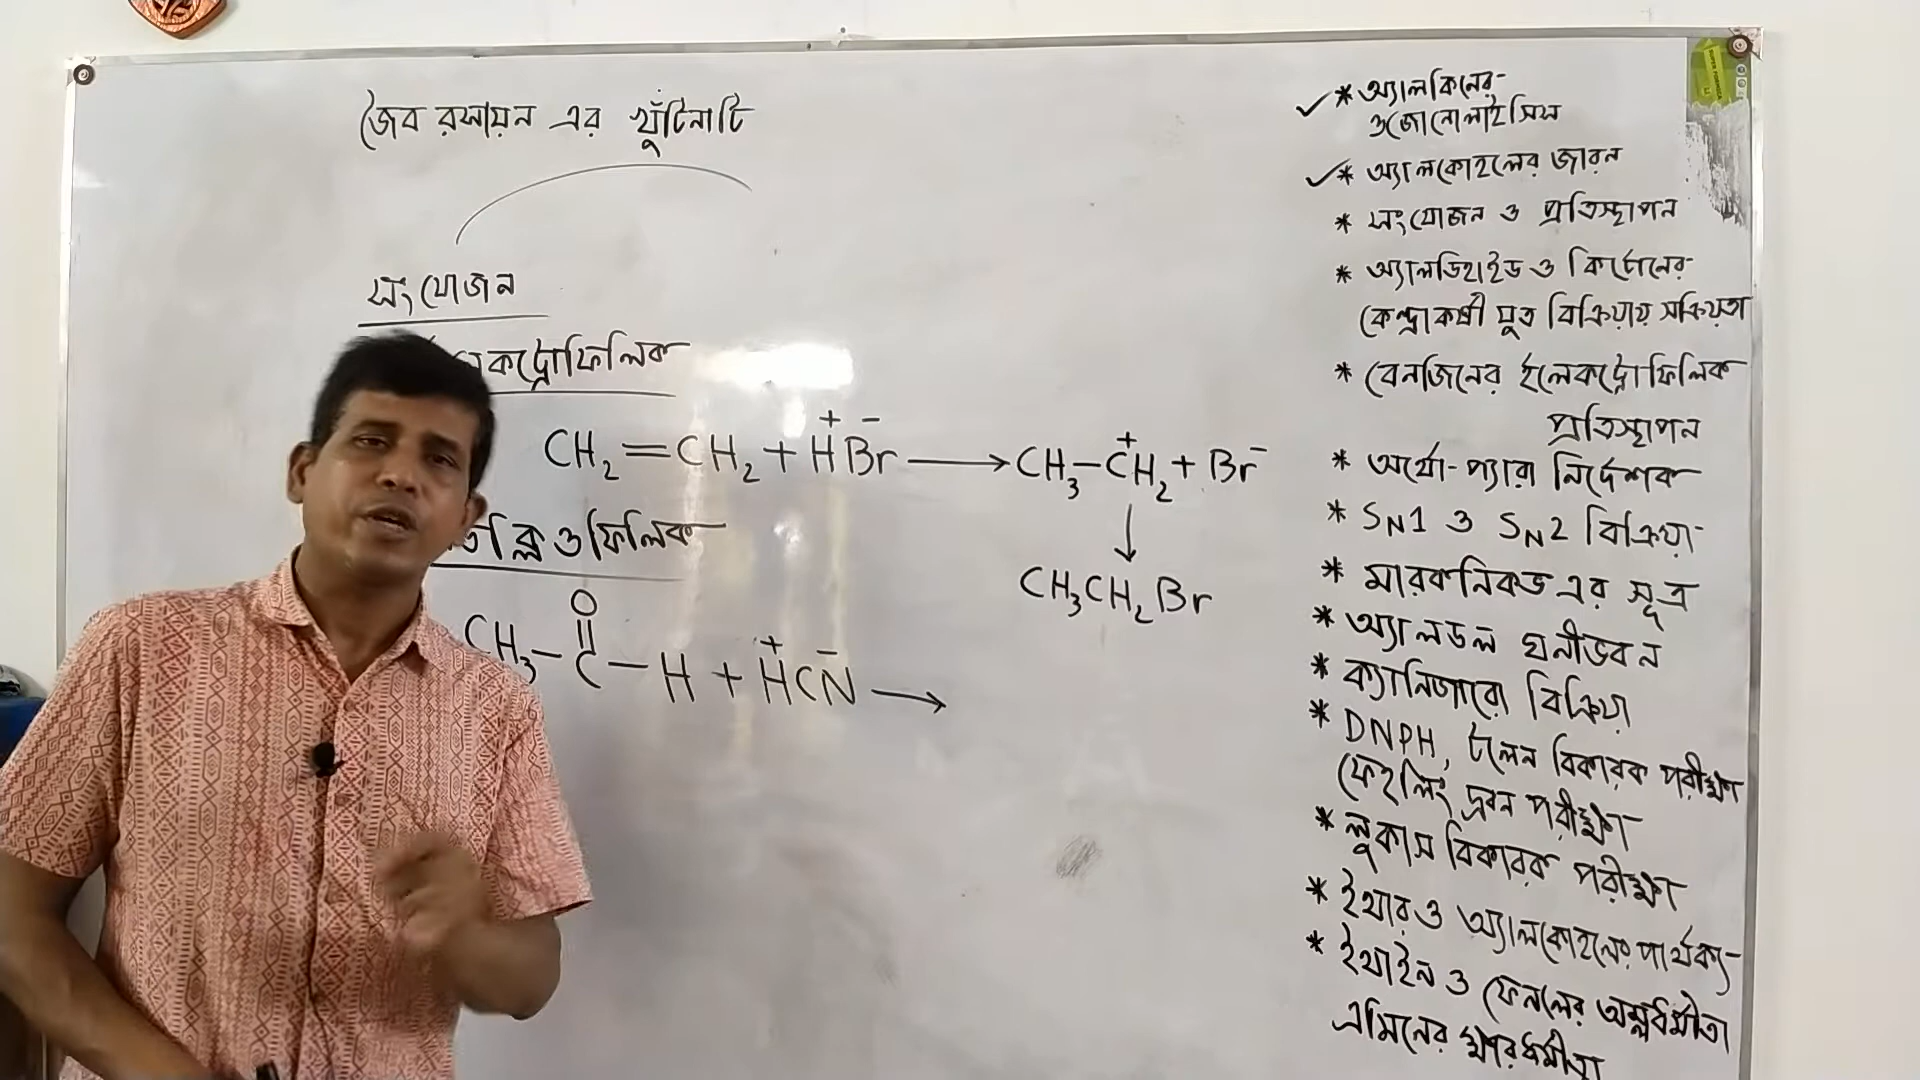 জৈব রসায়ন এর খুঁটিনাটি
সংযোজন
CH₂=CH₂ + H⁺Br⁻ → CH₃–C⁺H₂ + Br⁻
↓
CH₃CH₂Br
O
||
CH₃–C–H + H⁺CN⁻ →
✓* অ্যালকিনের
ওজোনোলাইসিস
✓* অ্যালকোহলের জারন
* সংযোজন ও প্রতিস্থাপন
* অ্যালডিহাইড ও কিটোনের
কেন্দ্রাকর্ষী যুত বিক্রিয়ায় সক্রিয়তা
* বেনজিনের ইলেকট্রোফিলিক
প্রতিস্থাপন
* অর্থো-প্যারা নির্দেশক
* SN1 ও SN2 বিক্রিয়া
* মারকনিকভ এর সূত্র
* অ্যালডল ঘনীভবন
* ক্যানিজারো বিক্রিয়া
* DNPH, টলেন বিকারক পরীক্ষা
ফেহলিং দ্রবন পরীক্ষা
* লুকাস বিকারক পরীক্ষা
* ইথার ও অ্যালকোহলের পার্থক্য
* ইথাইন ও ফেনলের অম্লধর্মীতা
এমিনের ক্ষারধর্মীতা